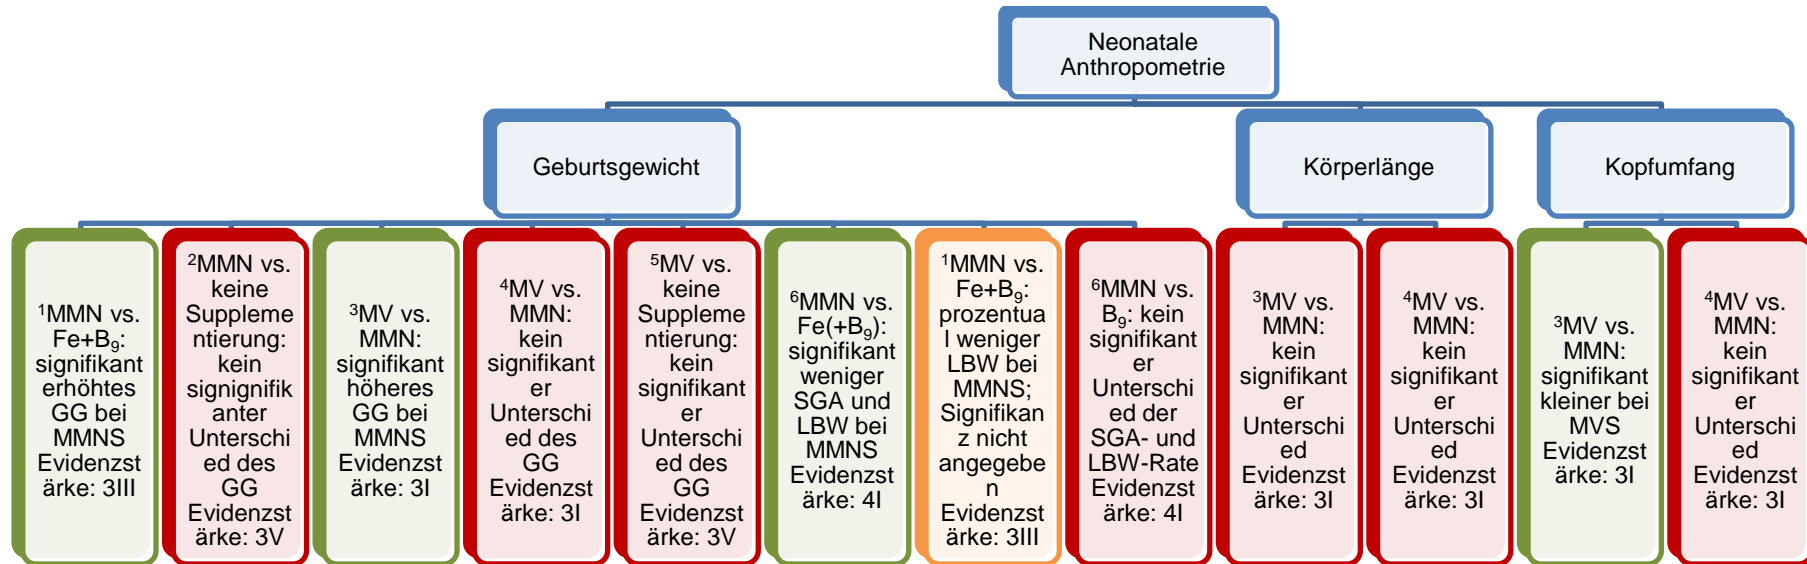 Neonatale
Anthropometrie
Geburtsgewicht
Körperlänge
Kopfumfang
¹MMN vs.
Fe+B₉:
signifikant
erhöhtes
GG bei
MMNS
Evidenzst
ärke: 3III
²MMN vs.
keine
Suppleme
ntierung:
kein
signignifik
anter
Unterschi
ed des
GG
Evidenzst
ärke: 3V
³MV vs.
MMN:
signifikant
höheres
GG bei
MMNS
Evidenzst
ärke: 3I
⁴MV vs.
MMN:
kein
signifikant
er
Unterschi
ed des
GG
Evidenzst
ärke: 3I
⁵MV vs.
keine
Suppleme
ntierung:
kein
signifikant
er
Unterschi
ed des
GG
Evidenzst
ärke: 3V
⁶MMN vs.
Fe(+B₉):
signifikant
weniger
SGA und
LBW bei
MMNS
Evidenzst
ärke: 4I
¹MMN vs.
Fe+B₉:
prozentua
l weniger
LBW bei
MMNS;
Signifikan
z nicht
angegebe
n
Evidenzst
ärke: 3III
⁶MMN vs.
B₉: kein
signifikant
er
Unterschi
ed der
SGA- und
LBW-Rate
Evidenzst
ärke: 4I
³MV vs.
MMN:
kein
signifikant
er
Unterschi
ed
Evidenzst
ärke: 3I
⁴MV vs.
MMN:
kein
signifikant
er
Unterschi
ed
Evidenzst
ärke: 3I
³MV vs.
MMN:
signifikant
kleiner bei
MVS
Evidenzst
ärke: 3I
⁴MV vs.
MMN:
kein
signifikant
er
Unterschi
ed
Evidenzst
ärke: 3I